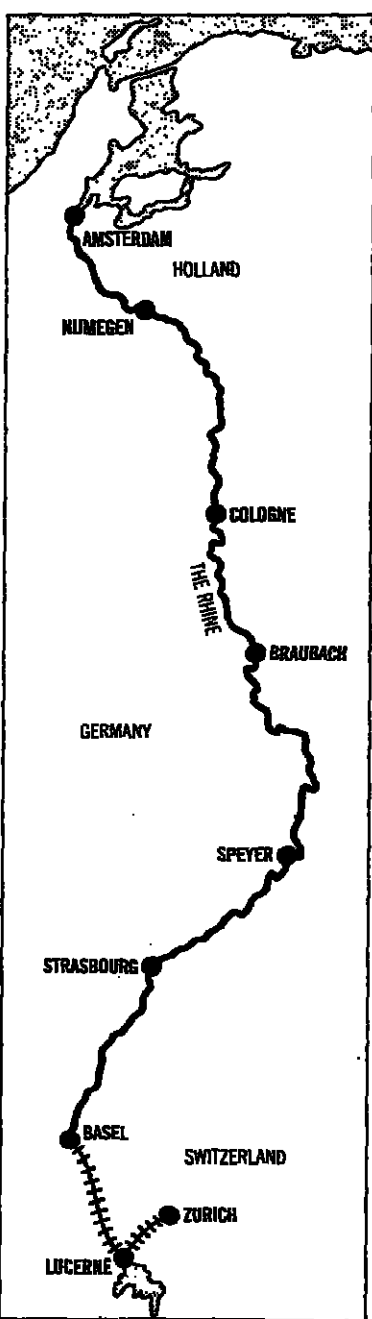 AMSTERDAM
HOLLAND
NIJMEGEN
COLOGNE
THE RHINE
BRAUBACH
GERMANY
SPEYER
STRASBOURG
BASEL
SWITZERLAND
ZURICH
LUCERNE